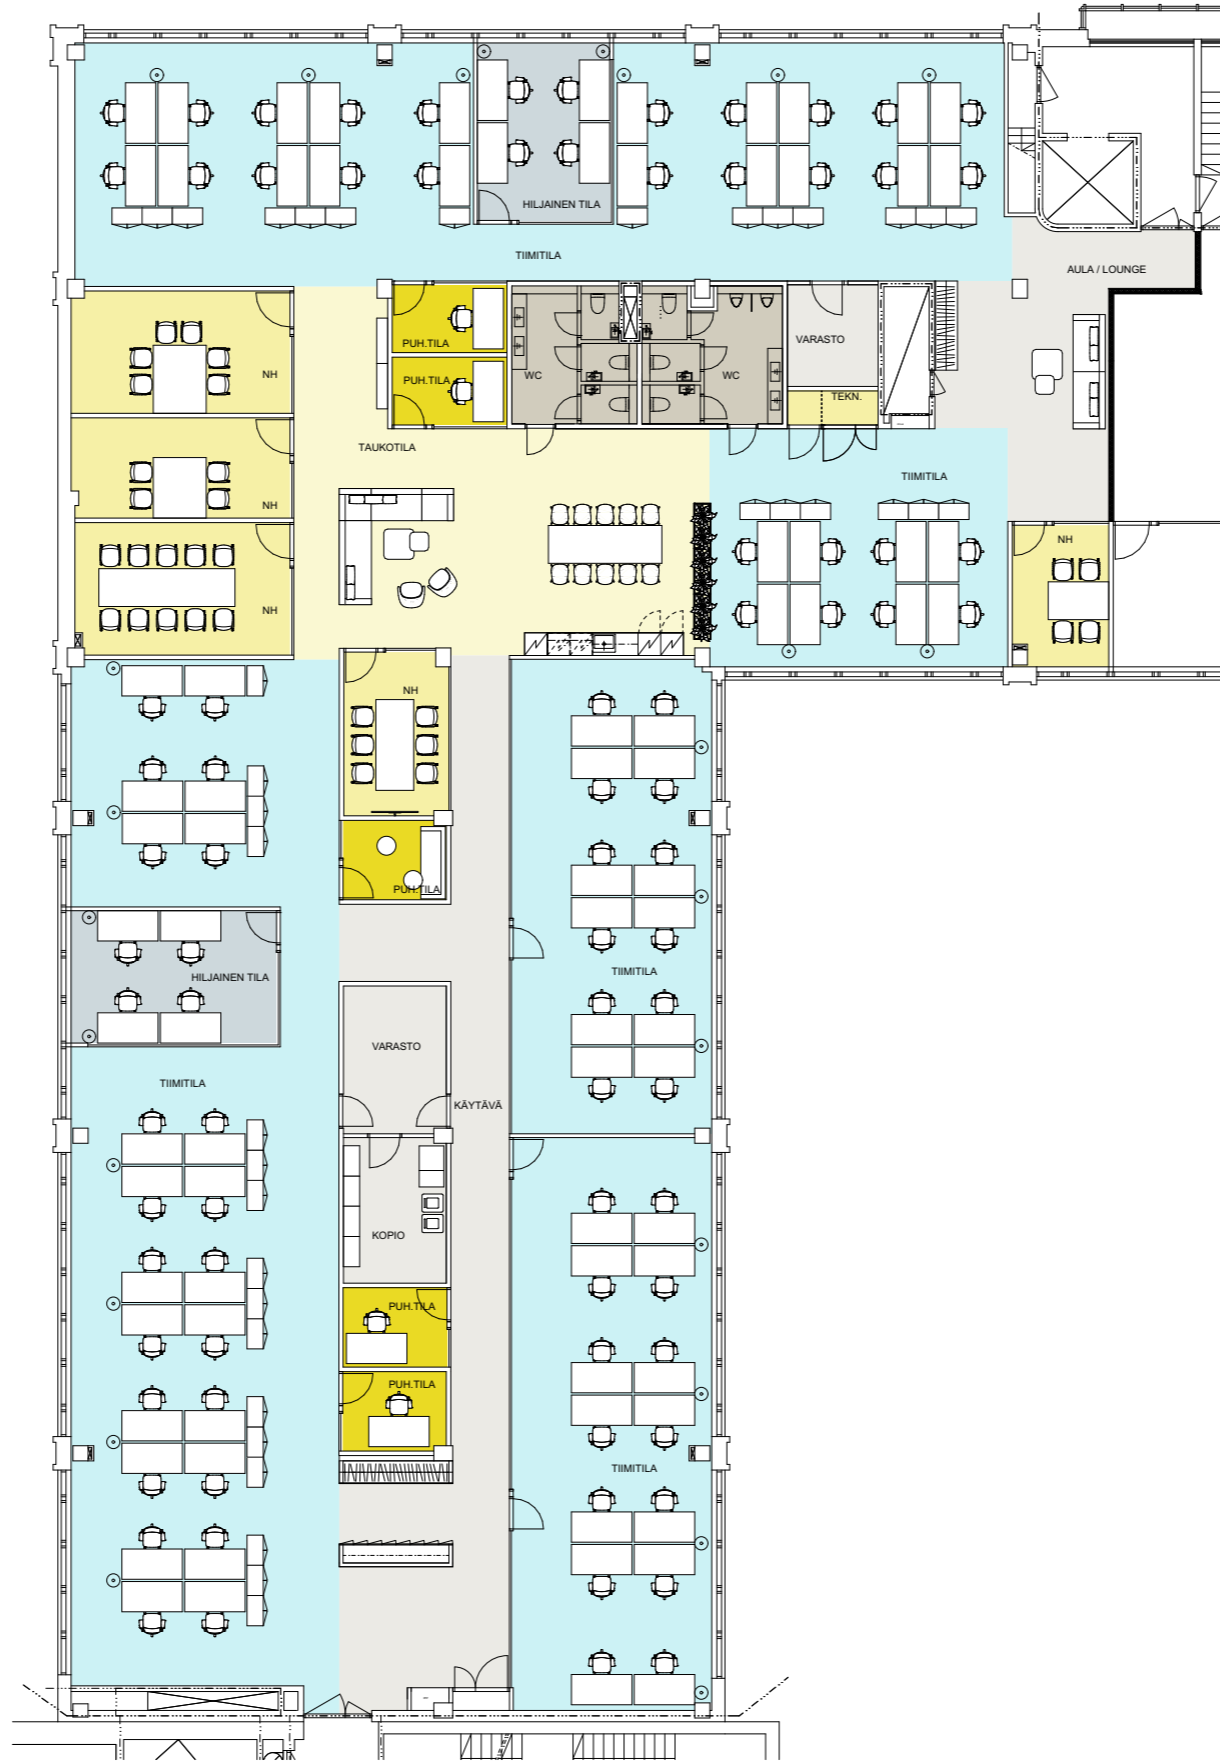 HILJAINEN TILA
TIIMITILA
AULA / LOUNGE
PUH.TILA
VARASTO
NH
WC
WC
PUH.TILA
TEKN.
TAUKOTILA
TIIMITILA
NH
NH
NH
NH
PUH.TILA
TIIMITILA
HILJAINEN TILA
VARASTO
TIIMITILA
KÄYTÄVÄ
KOPIO
PUH.TILA
PUH.TILA
TIIMITILA